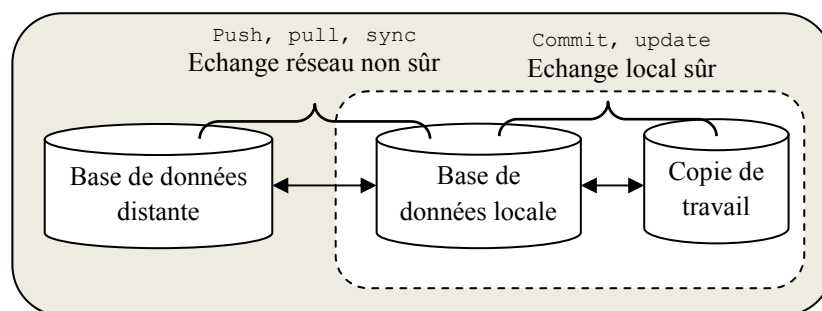 Push, pull, sync
Echange réseau non sûr
Commit, update
Echange local sûr
Base de données
distante
Base de
données locale
Copie de
travail